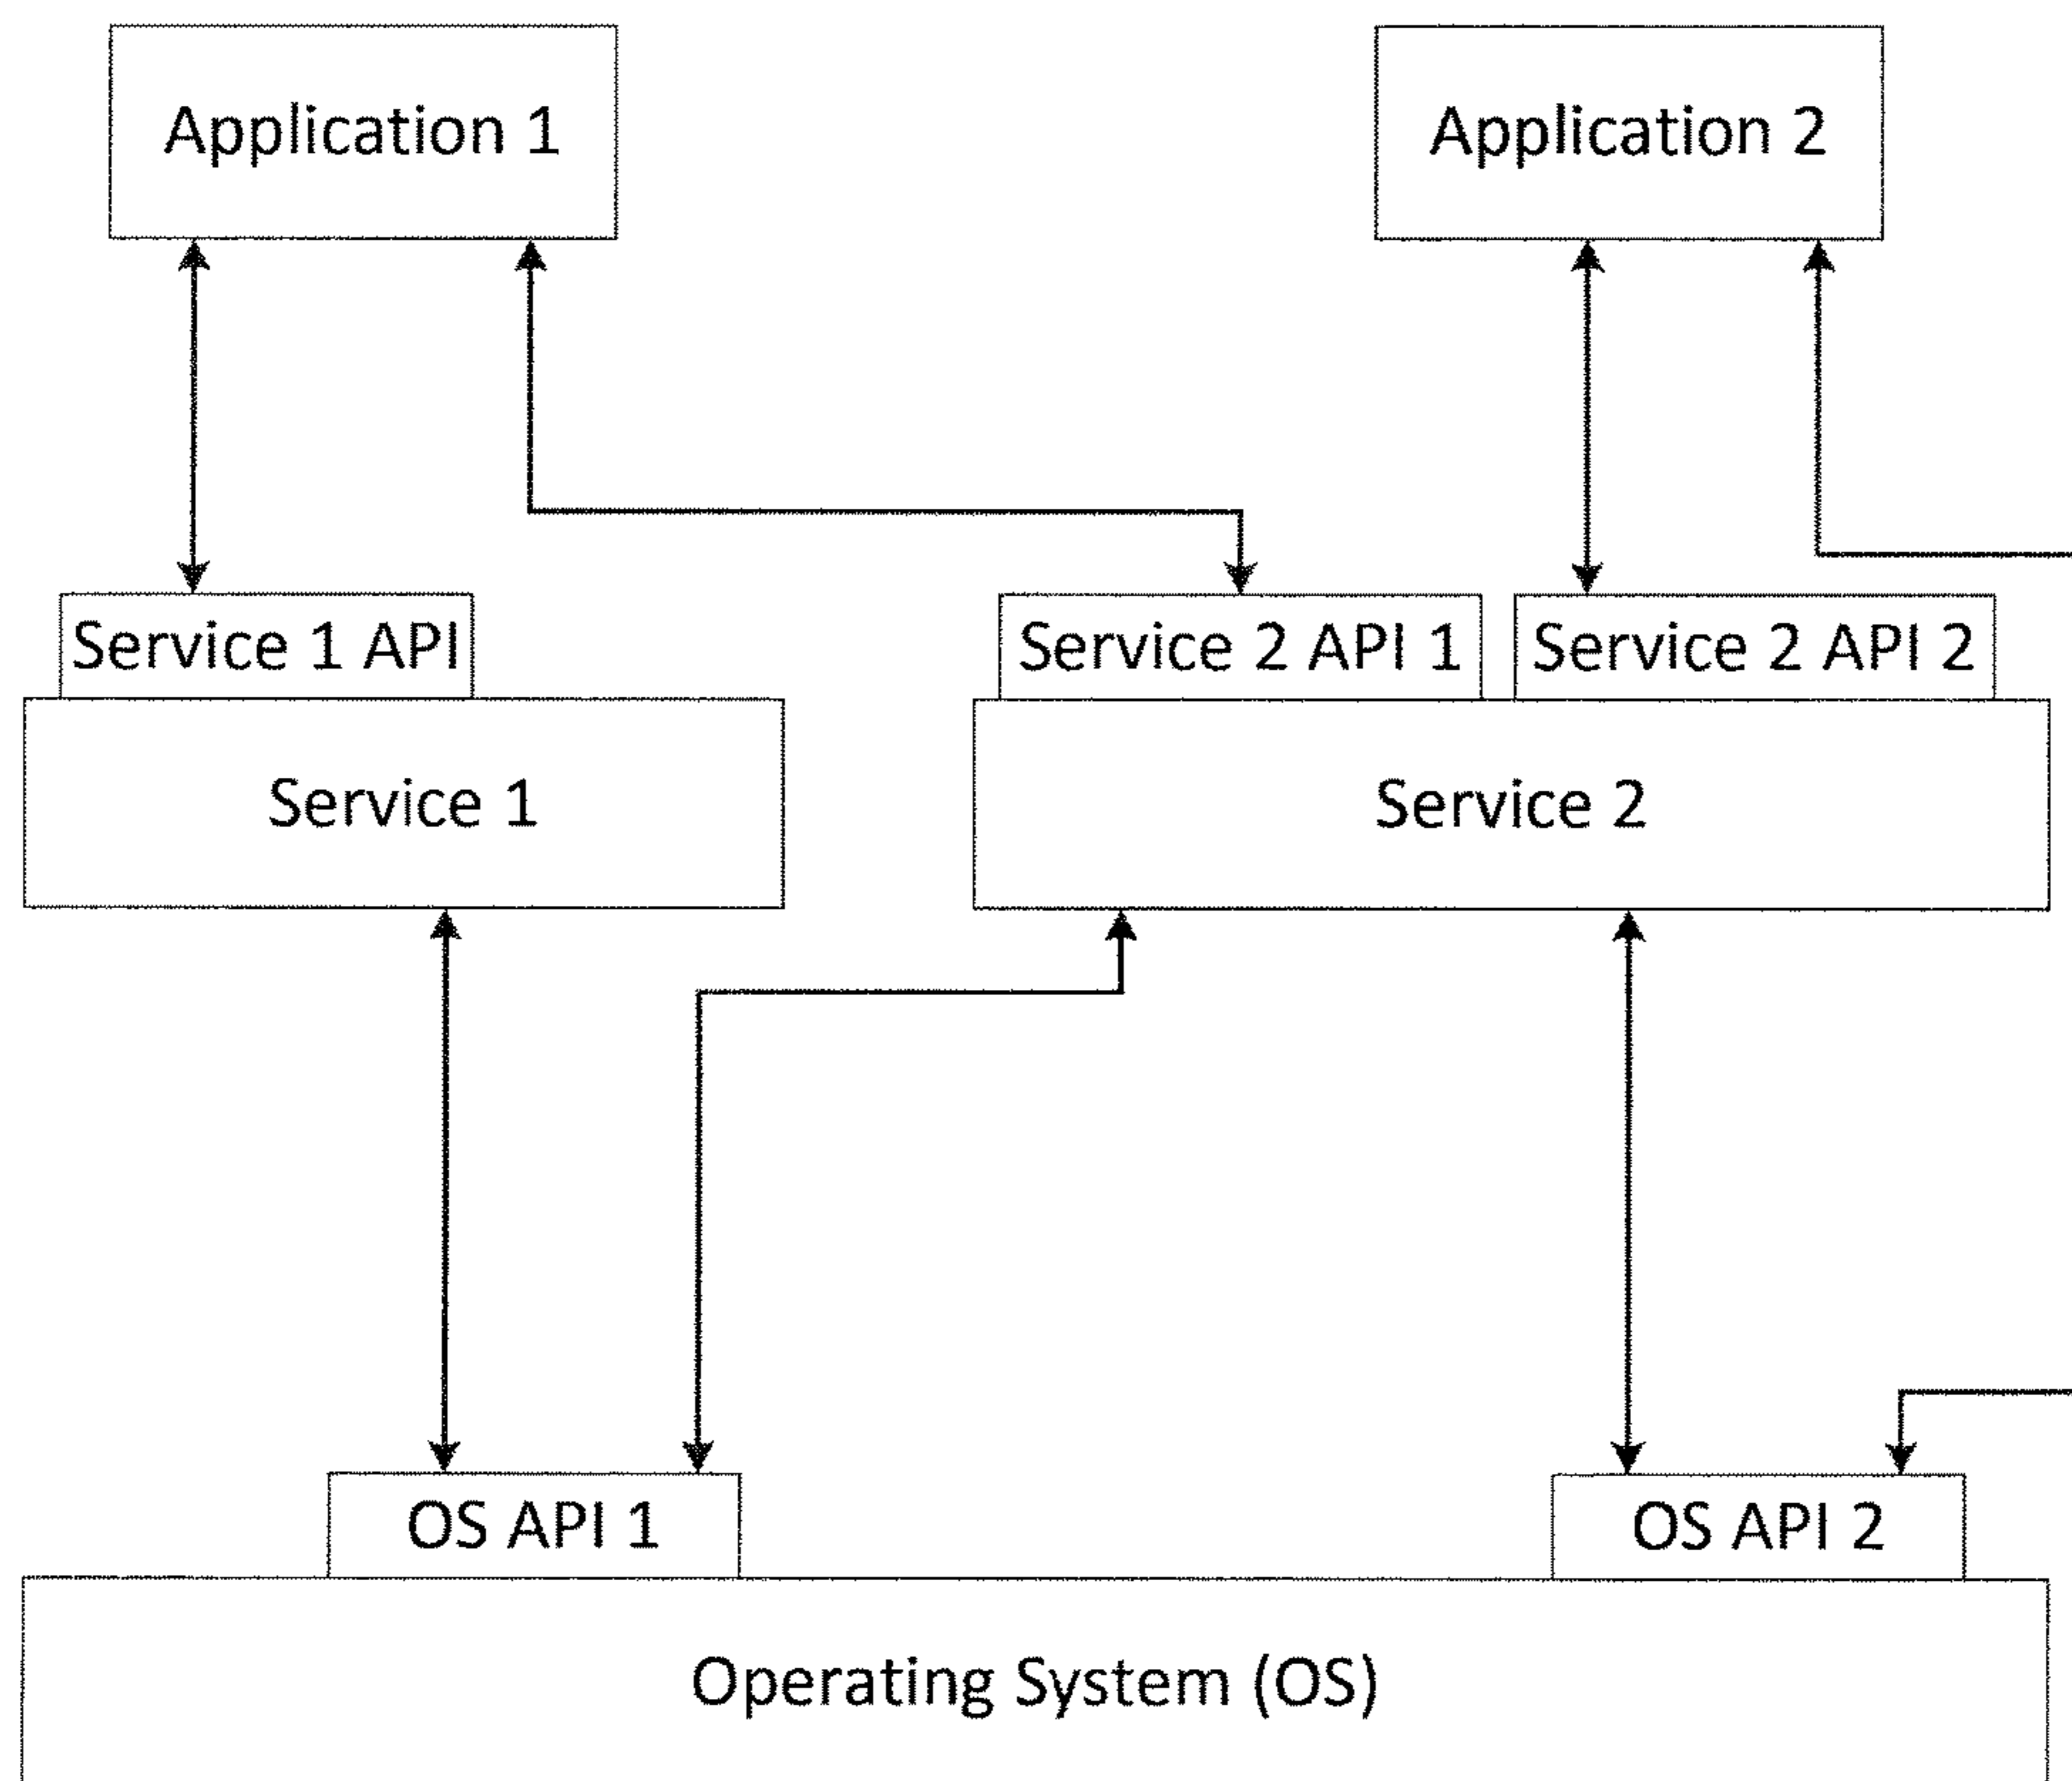 Application 1
Application 2
Service 1 API
Service 2 API 1
Service 2 API 2
Service 1
Service 2
OS API 1
OS API 2
Operating System (OS)